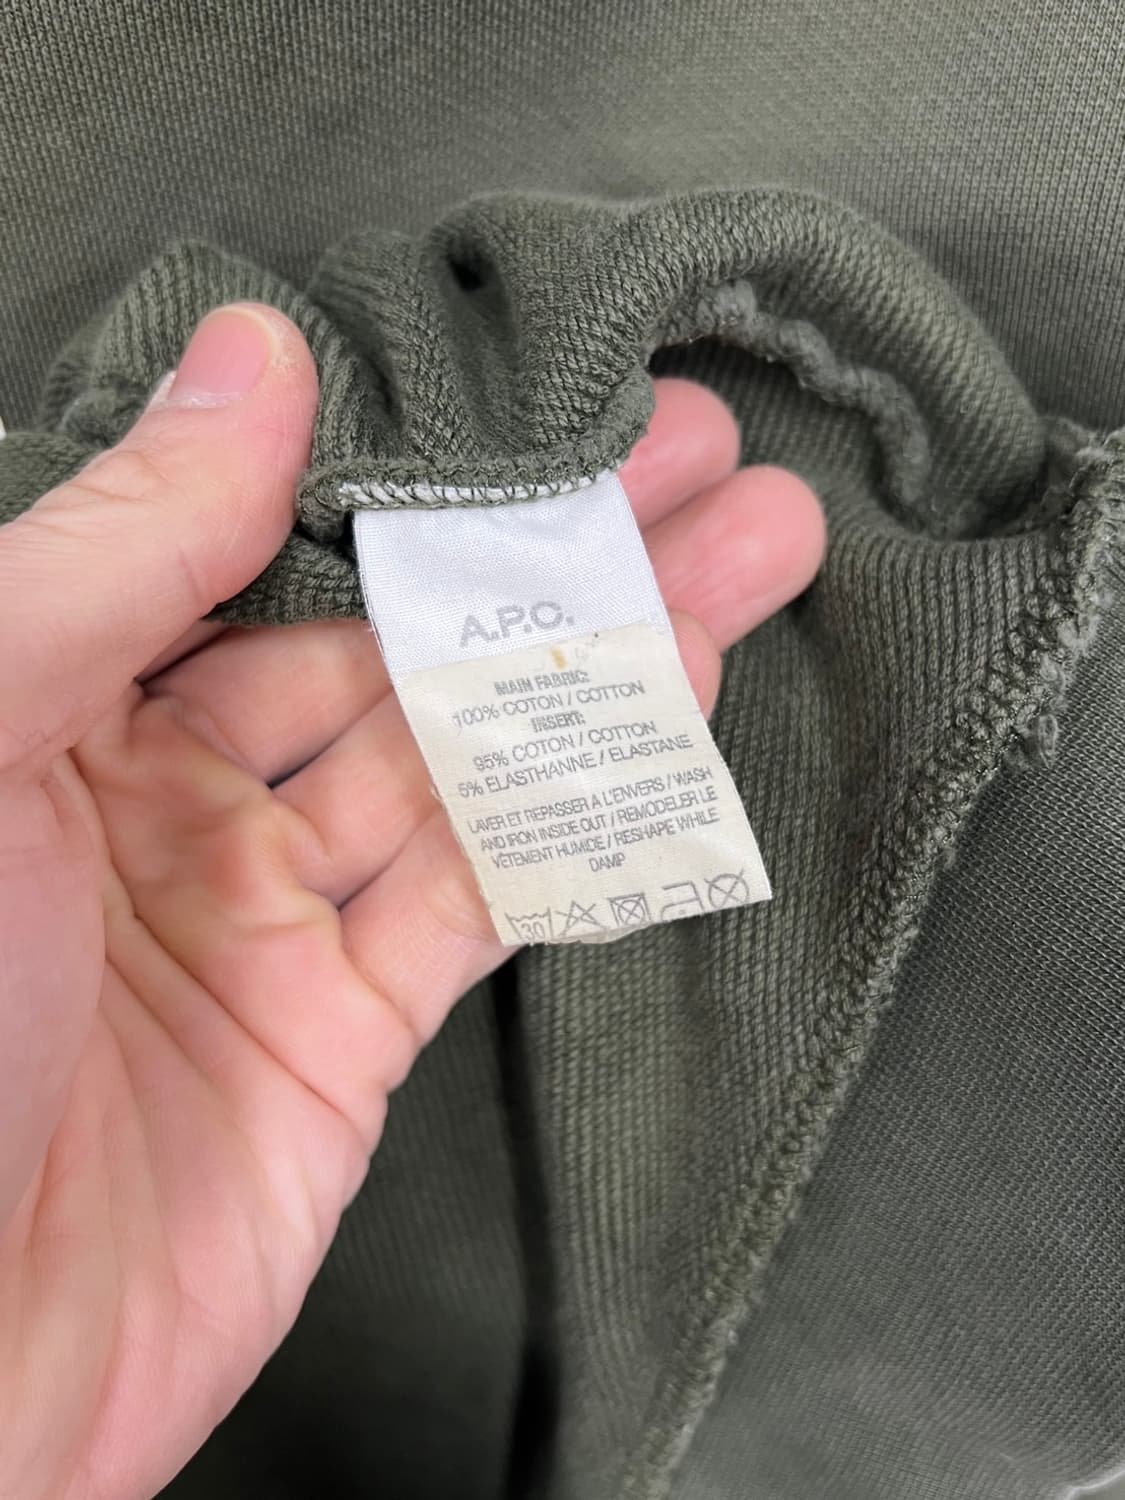 A.P.C.
MAIN FABRIC:
100% COTON / COTTON
INSERT:
95% COTON / COTTON
5% ELASTHANNE / ELASTANE
LAVER ET REPASSER A L'ENVERS / WASH
AND IRON INSIDE OUT / REMODELER LE
VÊTEMENT HUMIDE / RESHAPE WHILE
DAMP
30